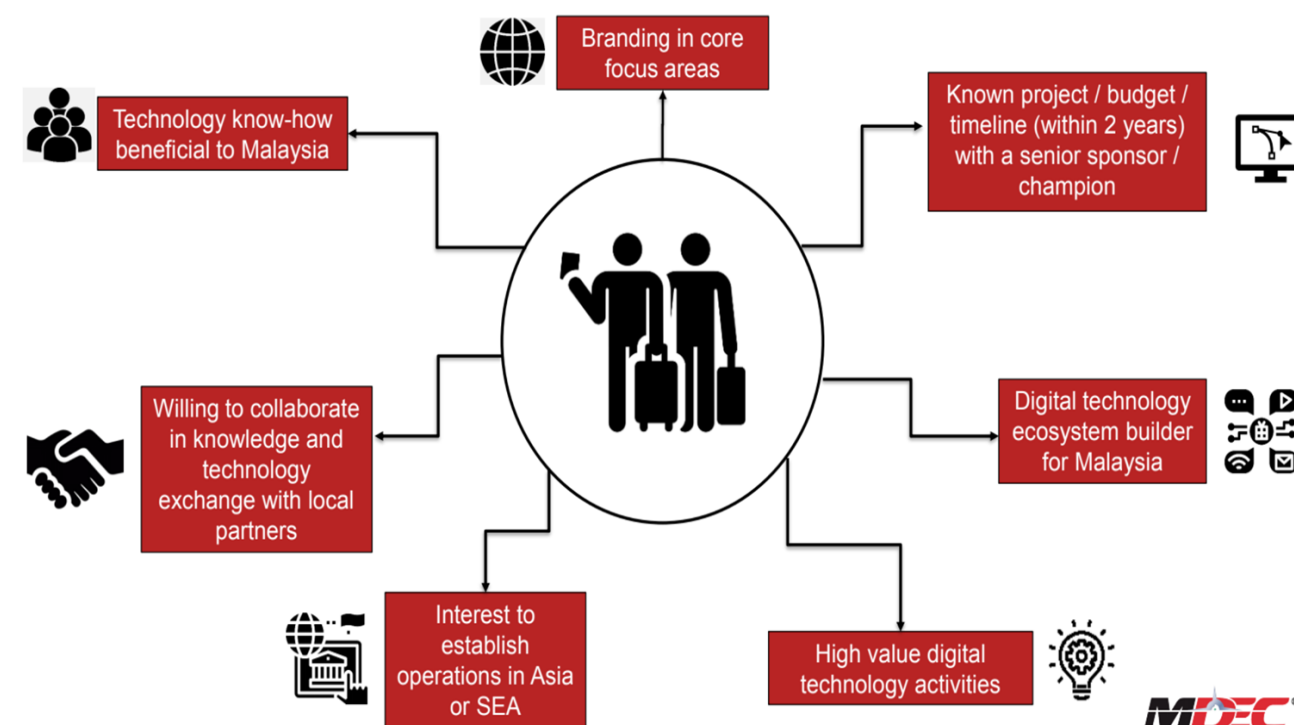 Branding in core
focus areas
Technology know-how
beneficial to Malaysia
Known project / budget /
timeline (within 2 years)
with a senior sponsor /
champion
Willing to collaborate
in knowledge and
technology
exchange with local
partners
Digital technology
ecosystem builder
for Malaysia
Interest to
establish
operations in Asia
or SEA
High value digital
technology activities
MDEC